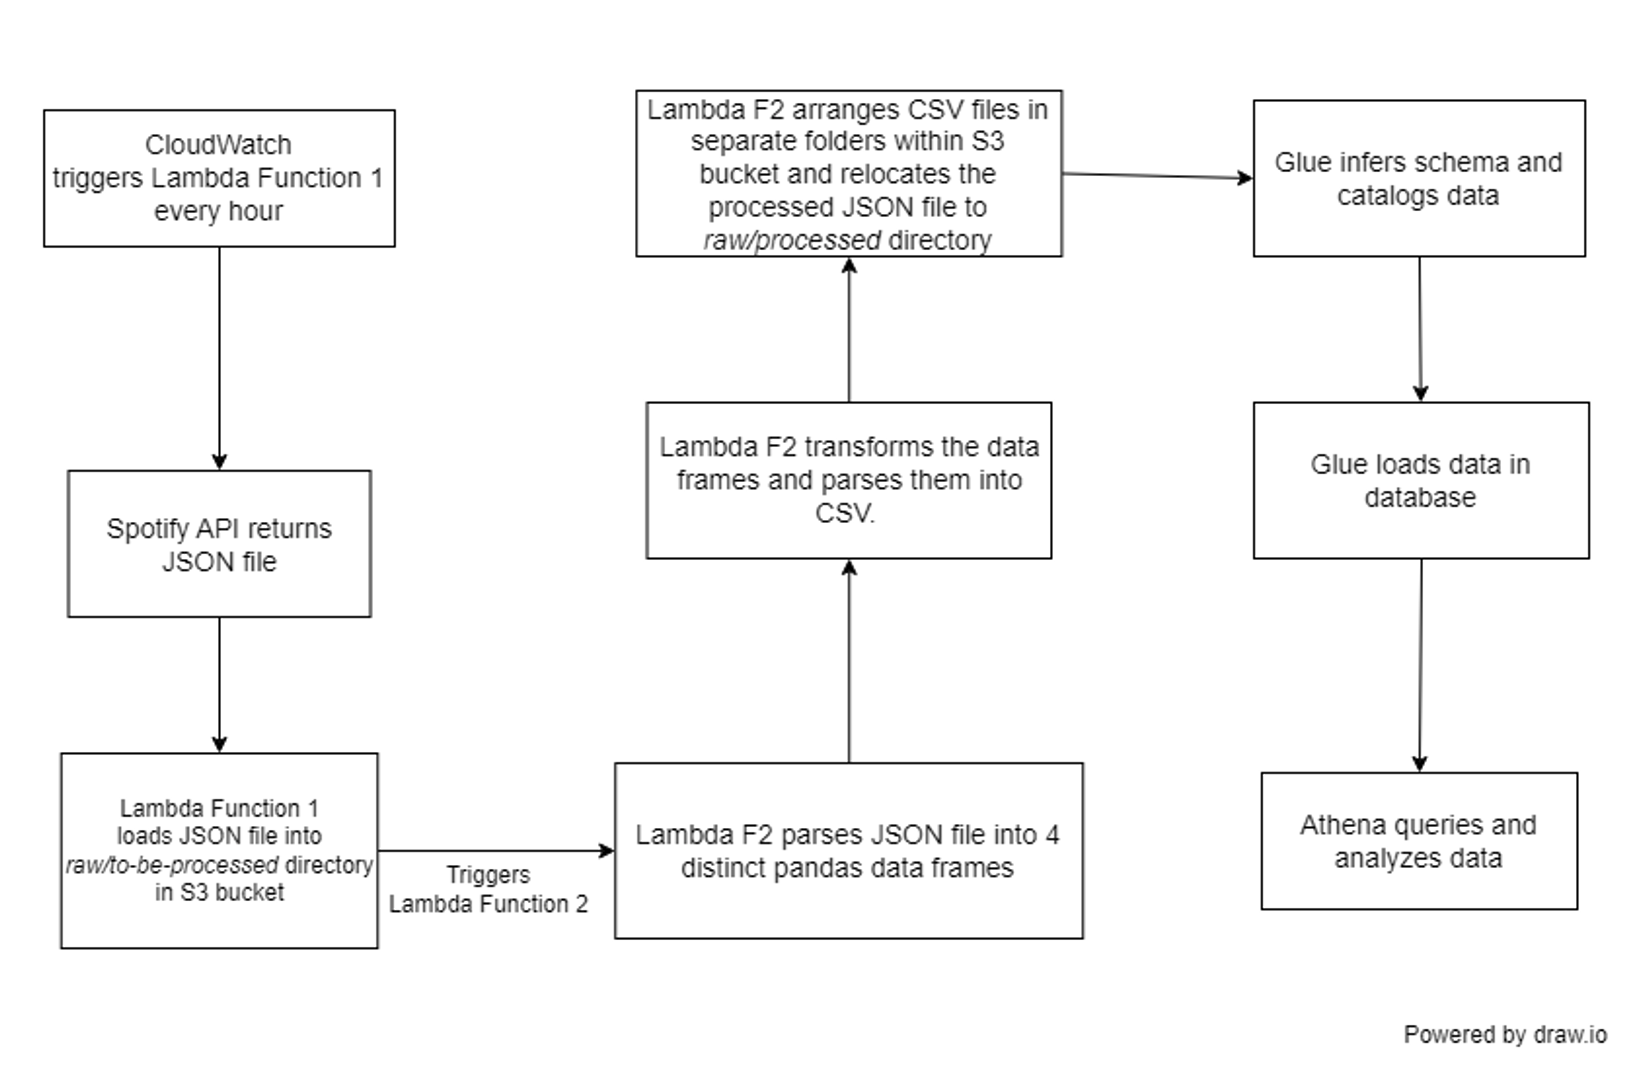 CloudWatch
triggers Lambda Function 1
every hour
Spotify API returns
JSON file
Lambda Function 1
loads JSON file into
raw/to-be-processed directory
in S3 bucket
Triggers
Lambda Function 2
Lambda F2 parses JSON file into 4
distinct pandas data frames
Lambda F2 transforms the data
frames and parses them into
CSV.
Lambda F2 arranges CSV files in
separate folders within S3
bucket and relocates the
processed JSON file to
raw/processed directory
Glue infers schema and
catalogs data
Glue loads data in
database
Athena queries and
analyzes data
Powered by draw.io